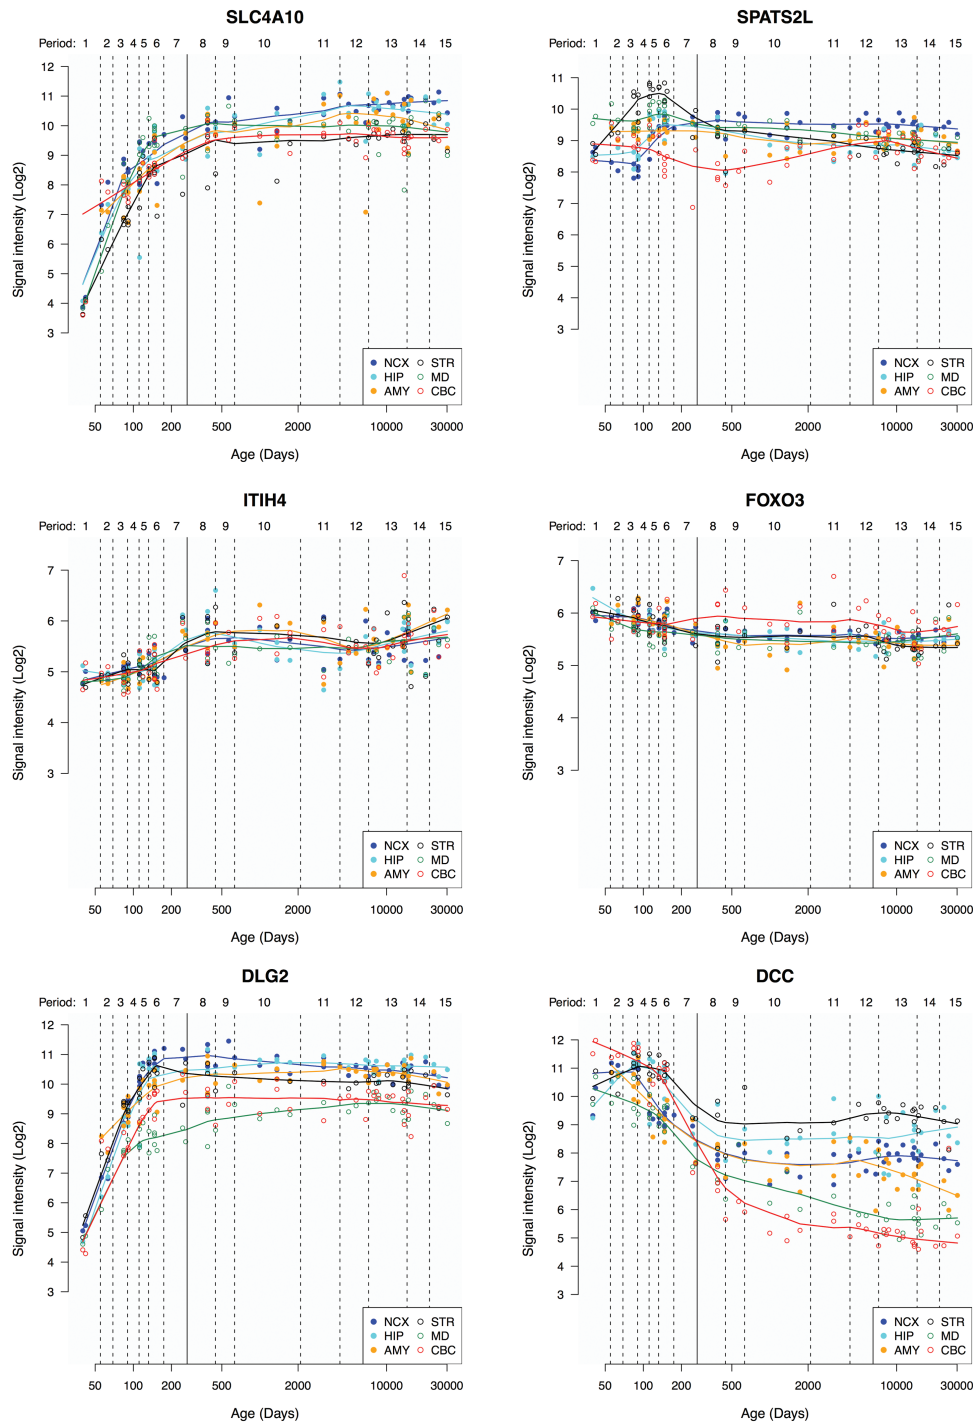 SLC4A10
Period: 1 2 3 4 5 6 7 8 9 10 11 12 13 14 15
12
11
10
9
8
7
6
5
4
3
Signal intensity (Log2)
NCX STR
HIP MD
AMY CBC
50 100 200 500 2000 10000 30000
Age (Days)
SPATS2L
1 2 3 4 5 6 7 8 9 10 11 12 13 14 15
11
10
9
8
7
6
5
4
3
Signal intensity (Log2)
NCX STR
HIP MD
AMY CBC
50 100 200 500 2000 10000 30000
Age (Days)
ITIH4
Period: 1 2 3 4 5 6 7 8 9 10 11 12 13 14 15
7
6
5
4
3
Signal intensity (Log2)
NCX STR
HIP MD
AMY CBC
50 100 200 500 2000 10000 30000
Age (Days)
FOXO3
Period: 1 2 3 4 5 6 7 8 9 10 11 12 13 14 15
7
6
5
4
3
Signal intensity (Log2)
NCX STR
HIP MD
AMY CBC
50 100 200 500 2000 10000 30000
Age (Days)
DLG2
Period: 1 2 3 4 5 6 7 8 9 10 11 12 13 14 15
12
11
10
9
8
7
6
5
4
3
Signal intensity (Log2)
NCX STR
HIP MD
AMY CBC
50 100 200 500 2000 10000 30000
Age (Days)
DCC
Period: 1 2 3 4 5 6 7 8 9 10 11 12 13 14 15
12
11
10
9
8
7
6
5
4
3
Signal intensity (Log2)
NCX STR
HIP MD
AMY CBC
50 100 200 500 2000 10000 30000
Age (Days)